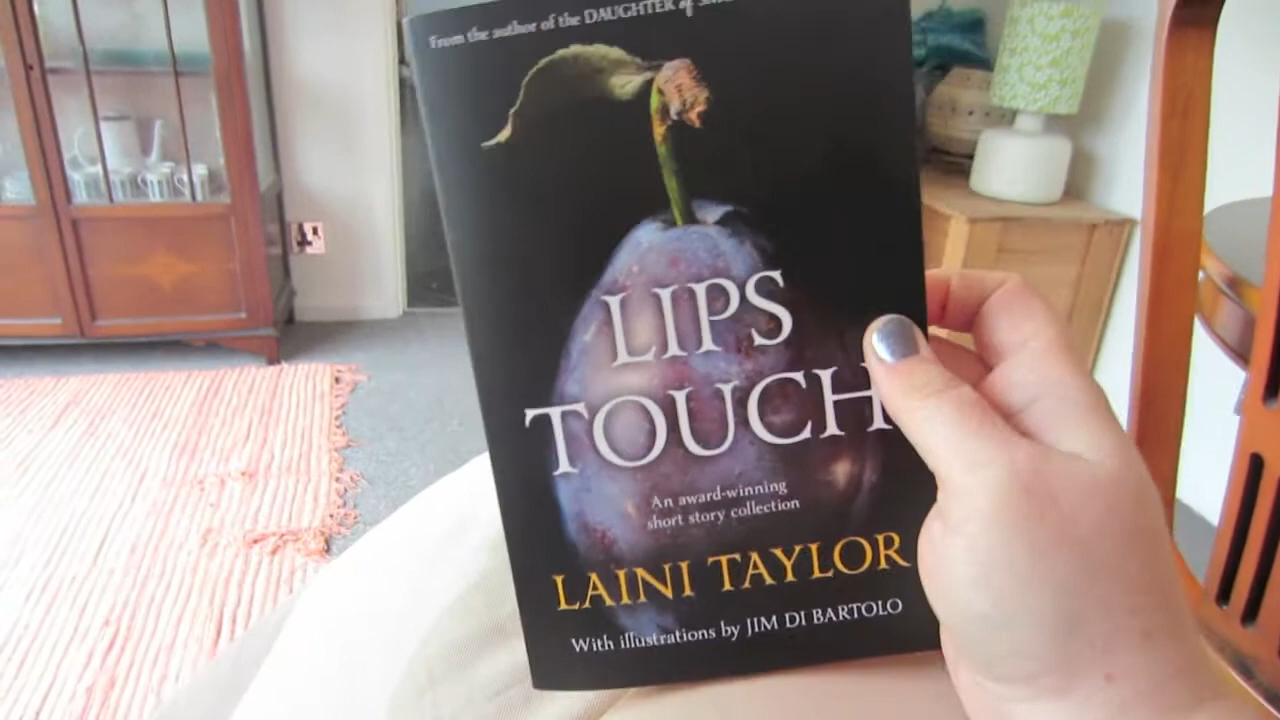 From the author of the DAUGHTER of
LIPS
TOUCH
An award-winning
short story collection
LAINI TAYLOR
With illustrations by JIM DI BARTOLO